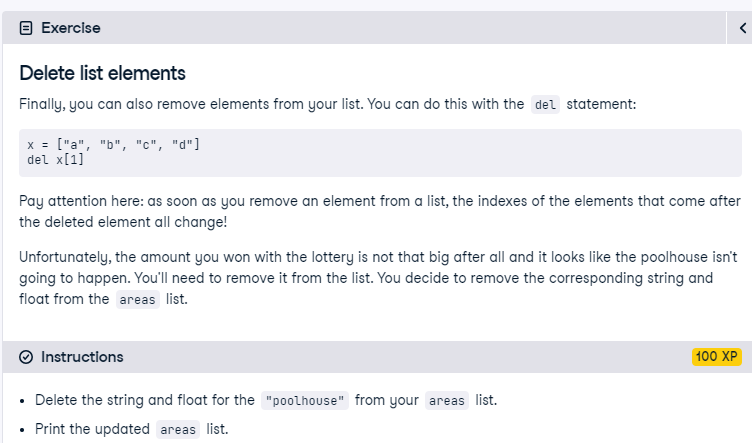 Exercise
Delete list elements
Finally, you can also remove elements from your list. You can do this with the del statement:
x = ["a", "b", "c", "d"]
del x[1]
Pay attention here: as soon as you remove an element from a list, the indexes of the elements that come after
the deleted element all change!
Unfortunately, the amount you won with the lottery is not that big after all and it looks like the poolhouse isn't
going to happen. You'll need to remove it from the list. You decide to remove the corresponding string and
float from the areas list.
Instructions
100 XP
• Delete the string and float for the "poolhouse" from your areas list.
• Print the updated areas list.